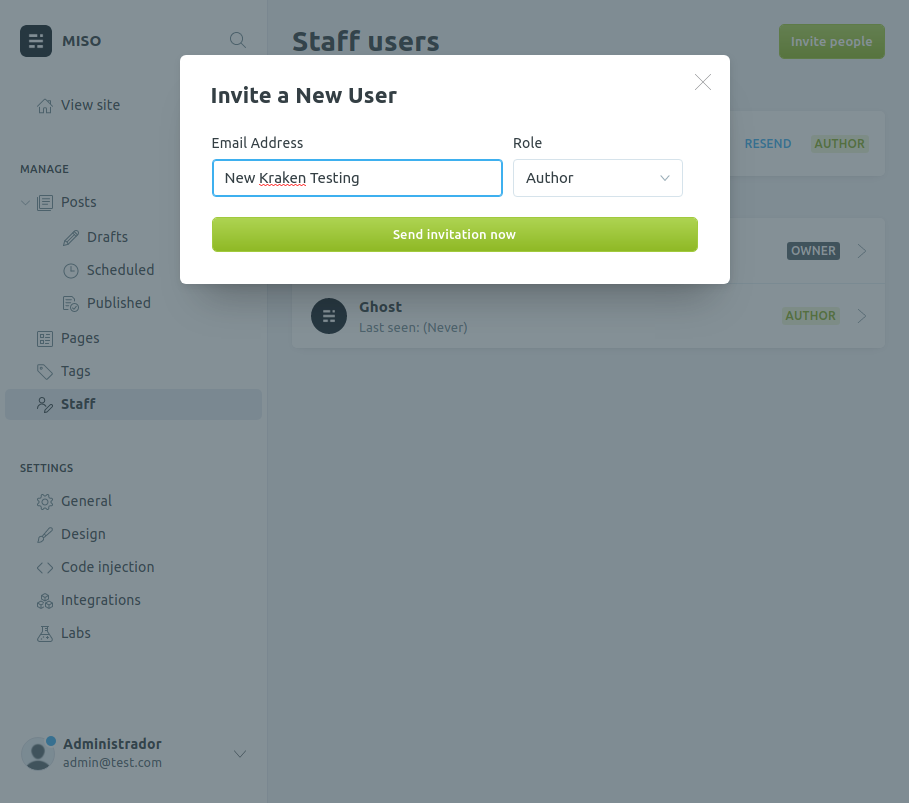 MISO
Staff users
Invite people
Invite a New User
View site
Email Address
Role
MANAGE
RESEND
AUTHOR
New Kraken Testing
Author
Posts
Send invitation now
Drafts
OWNER
Scheduled
Published
Ghost
Last seen: (Never)
AUTHOR
Pages
Tags
Staff
SETTINGS
General
Design
Code injection
Integrations
Labs
Administrador
admin@test.com